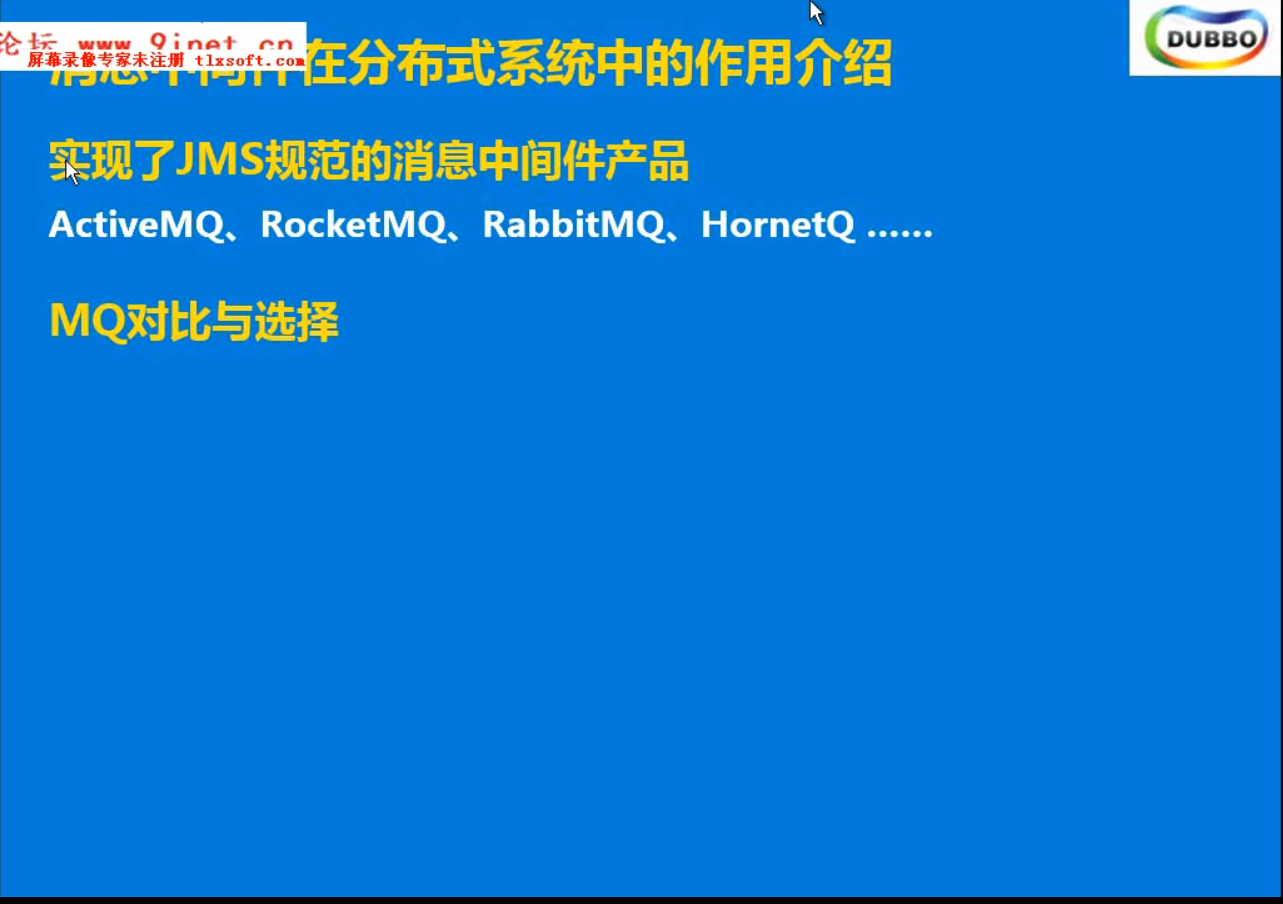 论坛 www.9inet.cn
屏幕录像专家未注册 tlxsoft.com
消息中间件在分布式系统中的作用介绍
DUBBO
实现了JMS规范的消息中间件产品
ActiveMQ、RocketMQ、RabbitMQ、HornetQ ......
MQ对比与选择